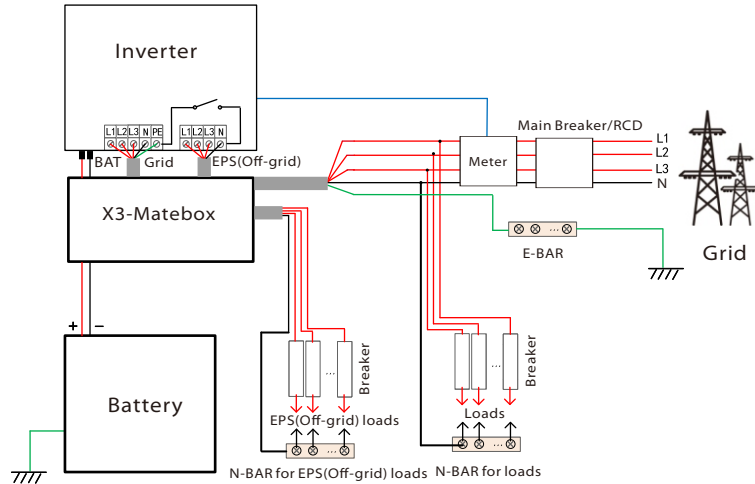 Inverter
L1 L2 L3 N PE
L1 L2 L3 N
BAT
Grid
EPS(Off-grid)
Main Breaker/RCD
Meter
L1
L2
L3
N
X3-Matebox
E-BAR
Grid
+ −
Battery
...
Breaker
EPS(Off-grid) loads
...
N-BAR for EPS(Off-grid) loads
...
Breaker
Loads
...
N-BAR for loads
...